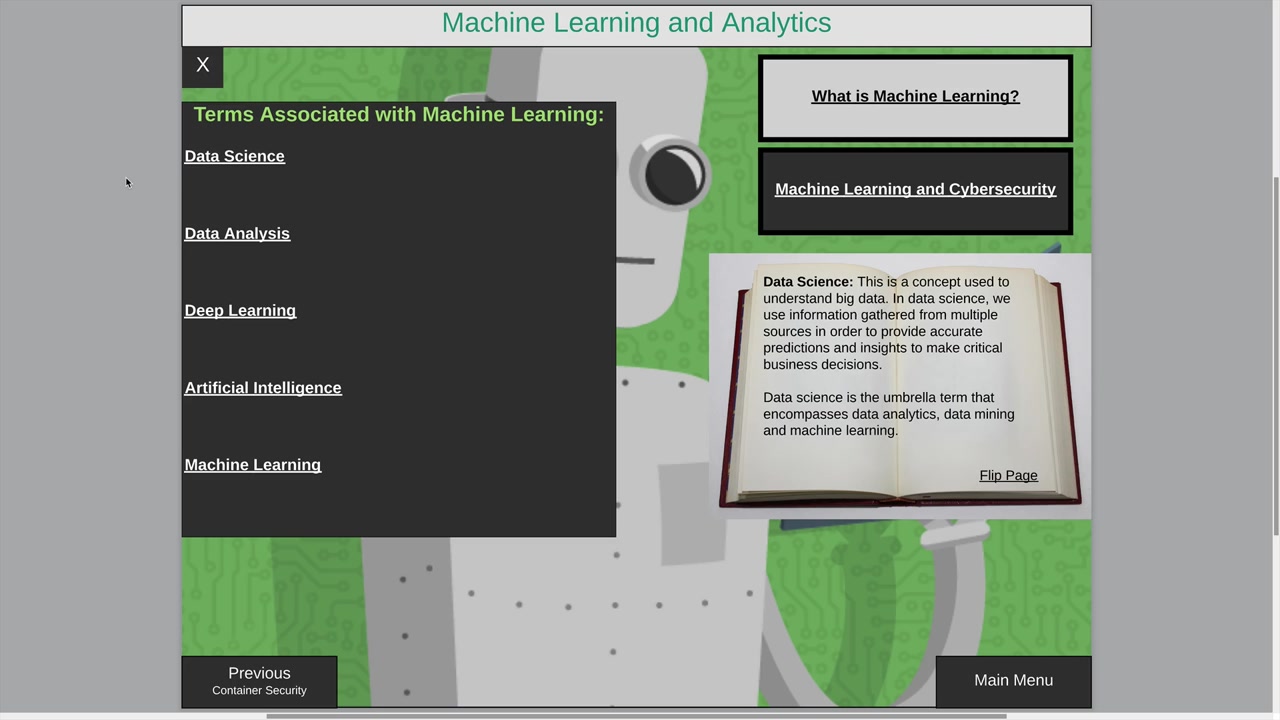 Machine Learning and Analytics
X
Terms Associated with Machine Learning:
Data Science
Data Analysis
Deep Learning
Artificial Intelligence
Machine Learning
What is Machine Learning?
Machine Learning and Cybersecurity
Data Science: This is a concept used to
understand big data. In data science, we
use information gathered from multiple
sources in order to provide accurate
predictions and insights to make critical
business decisions.
Data science is the umbrella term that
encompasses data analytics, data mining
and machine learning.
Flip Page
Previous
Container Security
Main Menu